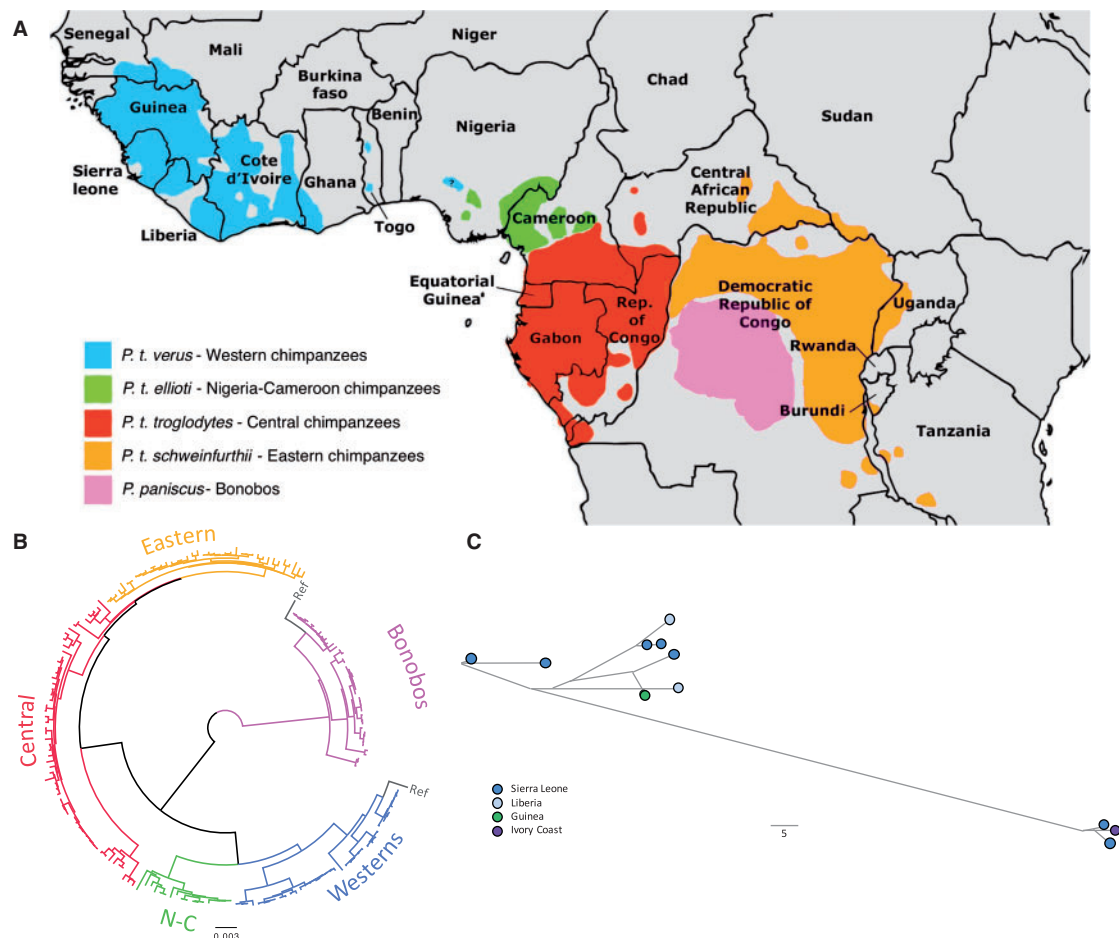 A
Senegal
Mali
Niger
Chad
Sudan
Burkina
faso
Benin
Nigeria
Guinea
Sierra
leone
Cote
d'Ivoire
Ghana
Liberia
Togo
?
Cameroon
Central
African
Republic
Equatorial
Guinea
Gabon
Rep.
of
Congo
Democratic
Republic of
Congo
Uganda
Rwanda
Burundi
Tanzania
P. t. verus - Western chimpanzees
P. t. ellioti - Nigeria-Cameroon chimpanzees
P. t. troglodytes - Central chimpanzees
P. t. schweinfurthii - Eastern chimpanzees
P. paniscus- Bonobos
B
Eastern
Ref
Bonobos
Central
Ref
Westerns
N-C
0.003
C
Sierra Leone
Liberia
Guinea
Ivory Coast
5